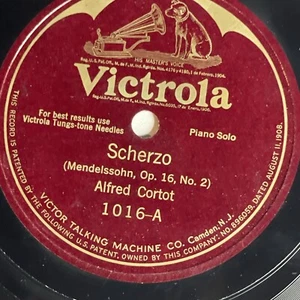 "HIS MASTER'S VOICE"
Victrola
For best results use
Victrola Tungs-tone Needles
Piano Solo
Scherzo
(Mendelssohn, Op. 16, No. 2)
Alfred Cortot
1016-A
THIS RECORD IS COVERED BY THE
FOLLOWING U.S. PATENT, OWNED BY THIS COMPANY: No. 896059, DATED AUGUST 11, 1908.
VICTOR TALKING MACHINE CO. Camden, N.J.